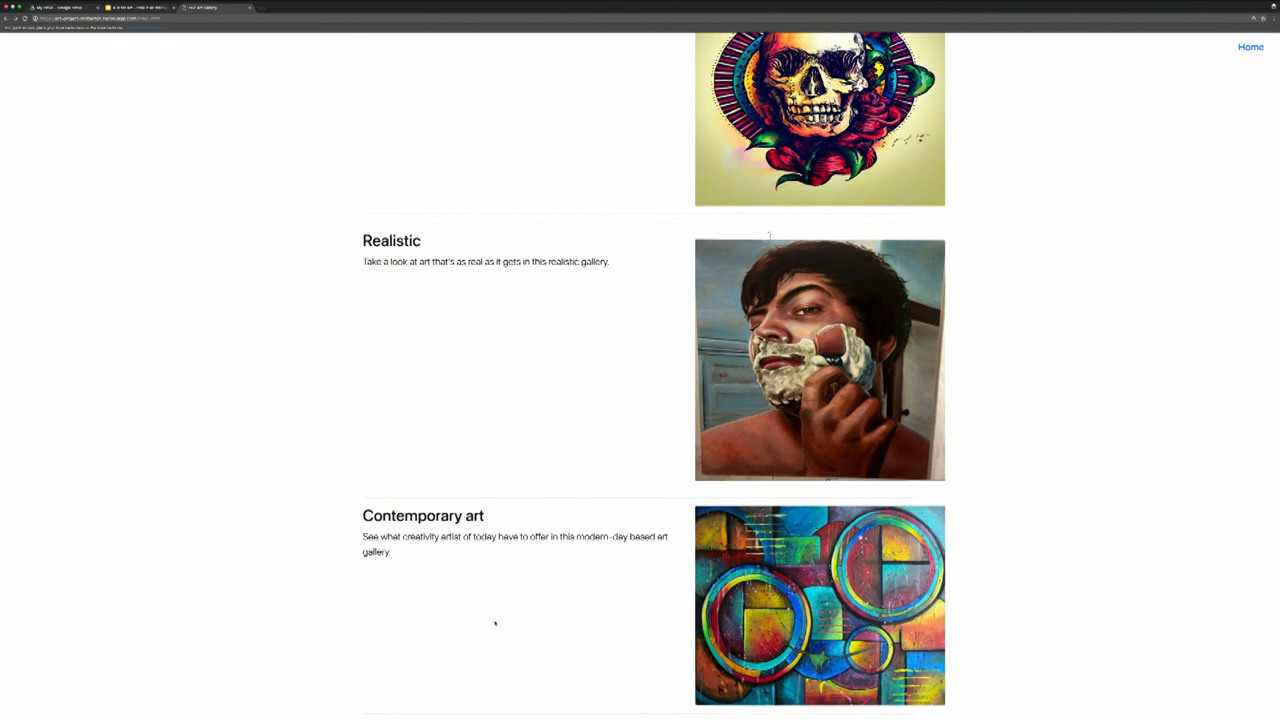 Home
Realistic
Take a look at art that's as real as it gets in this realistic gallery.
Contemporary art
See what creativity artist of today have to offer in this modern-day based art
gallery.